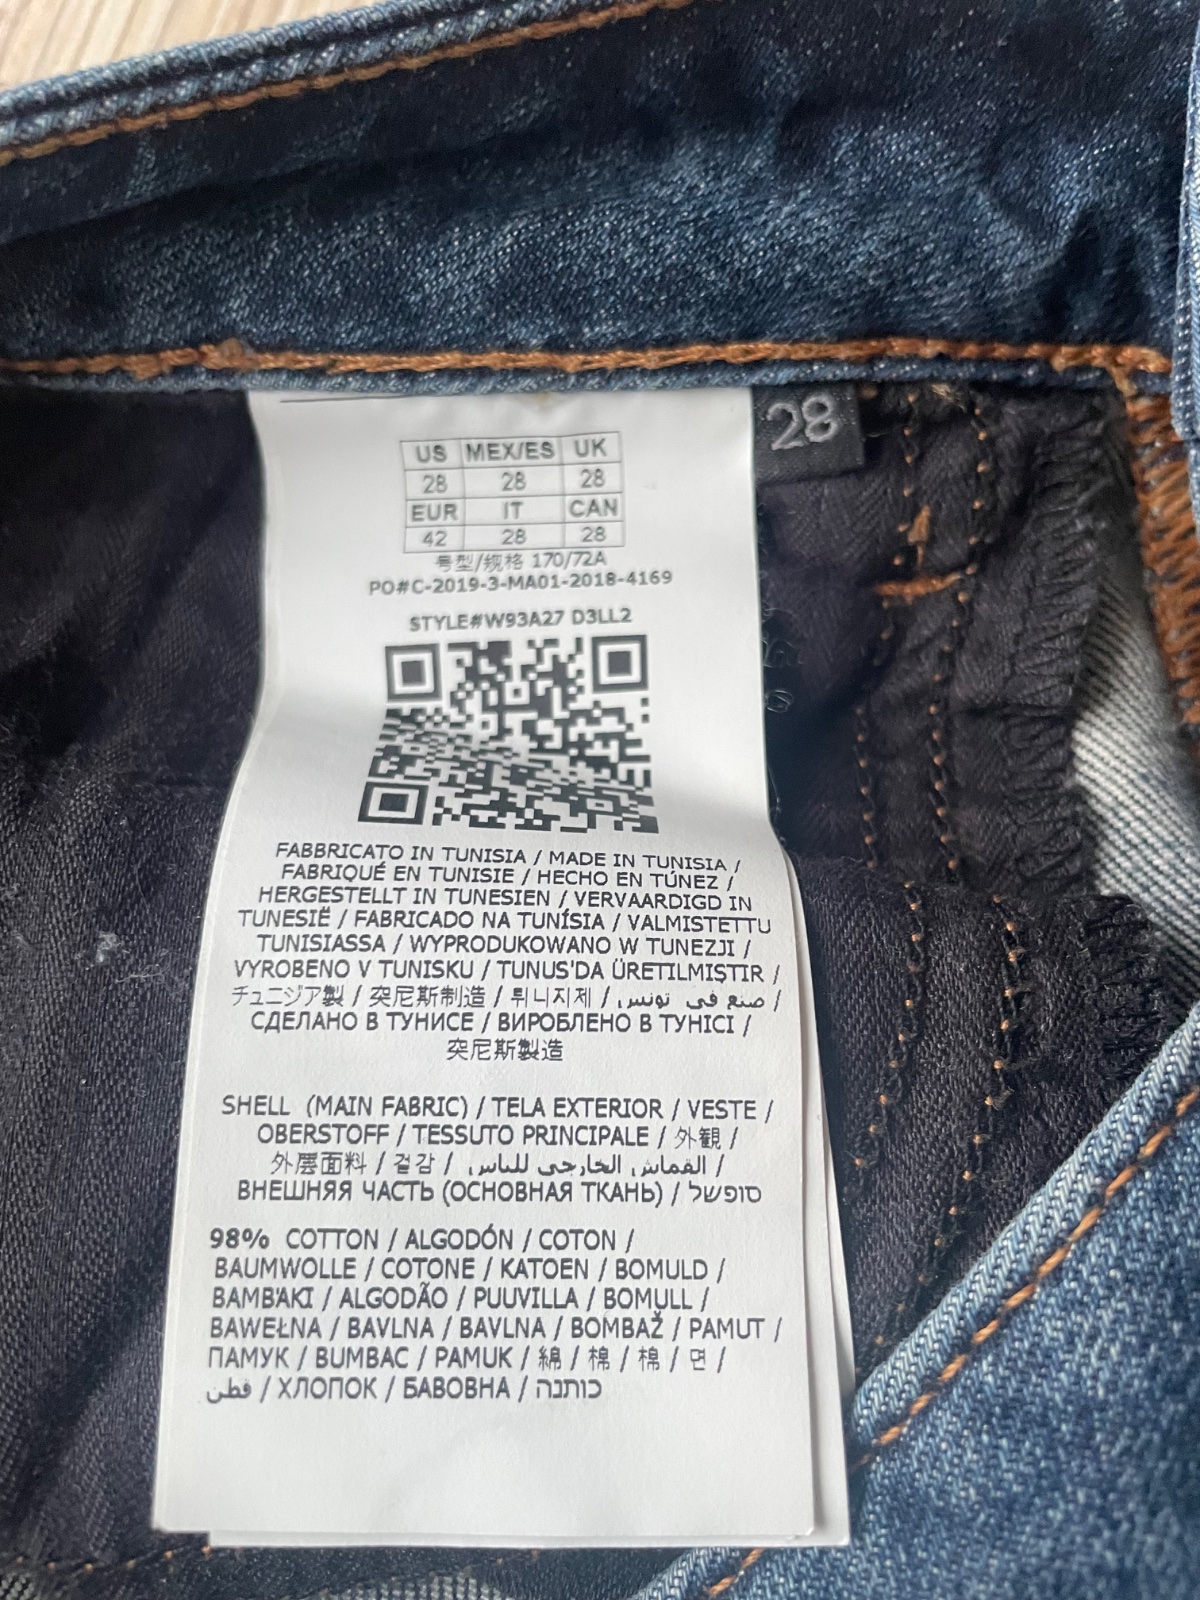 28
US MEX/ES UK
28 28 28
EUR IT CAN
42 28 28
号型/规格 170/72A
PO#C-2019-3-MA01-2018-4169
STYLE#W93A27 D3LL2
FABBRICATO IN TUNISIA / MADE IN TUNISIA /
FABRIQUÉ EN TUNISIE / HECHO EN TÚNEZ /
HERGESTELLT IN TUNESIEN / VERVAARDIGD IN
TUNESIË / FABRICADO NA TUNÍSIA / VALMISTETTU
TUNISIASSA / WYPRODUKOWANO W TUNEZJI /
VYROBENO V TUNISKU / TUNUS'DA ÜRETILMIŞTIR /
チュニジア製 / 突尼斯制造 / 튀니지제 / صنع في تونس /
СДЕЛАНО В ТУНИСЕ / ВИРОБЛЕНО В ТУНІСІ /
突尼斯製造
SHELL (MAIN FABRIC) / TELA EXTERIOR / VESTE /
OBERSTOFF / TESSUTO PRINCIPALE / 外観 /
外层面料 / 겉감 / القماش الخارجي للباس /
ВНЕШНЯЯ ЧАСТЬ (ОСНОВНАЯ ТКАНЬ) / סופשל
98% COTTON / ALGODÓN / COTON /
BAUMWOLLE / COTONE / KATOEN / BOMULD /
BAMBAKI / ALGODÃO / PUUVILLA / BOMULL /
BAWEŁNA / BAVLNA / BAVLNA / BOMBAŽ / PAMUT /
ПАМУК / BUMBAC / PAMUK / 綿 / 棉 / 棉 / 면 /
قطن / ХЛОПОК / БАВОВНА / כותנה